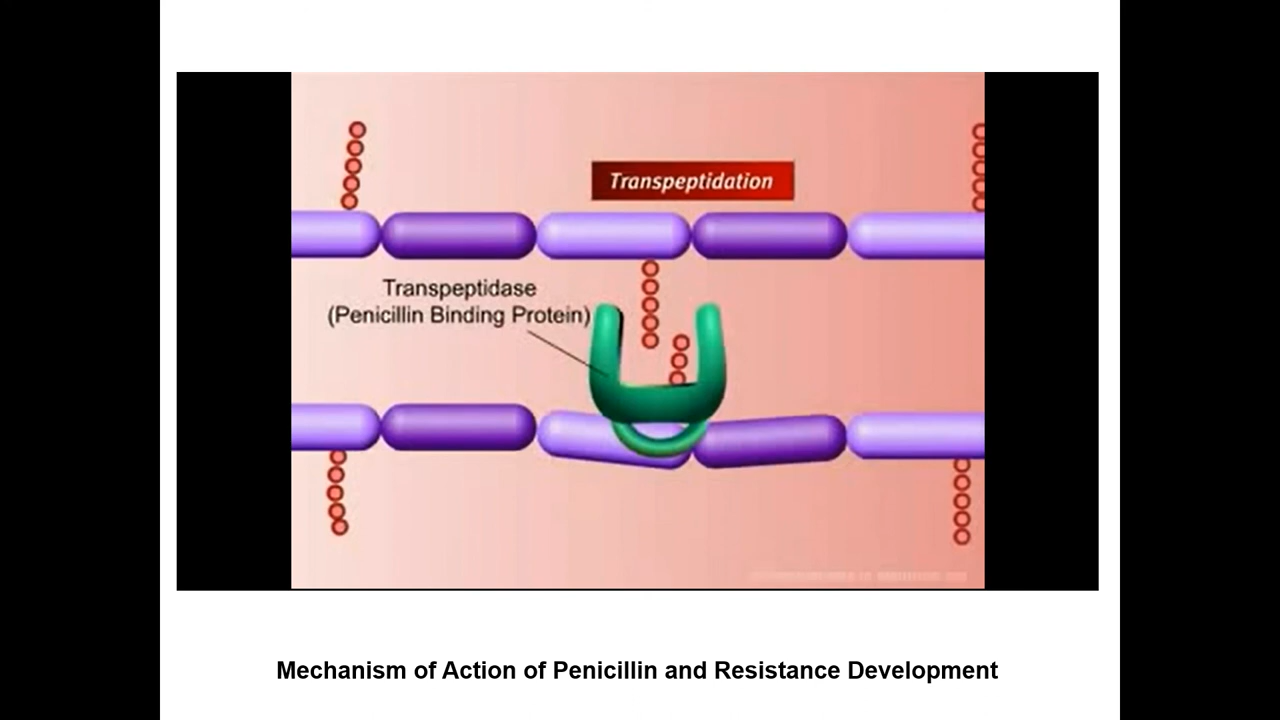 Transpeptidation
Transpeptidase
(Penicillin Binding Protein)
Mechanism of Action of Penicillin and Resistance Development